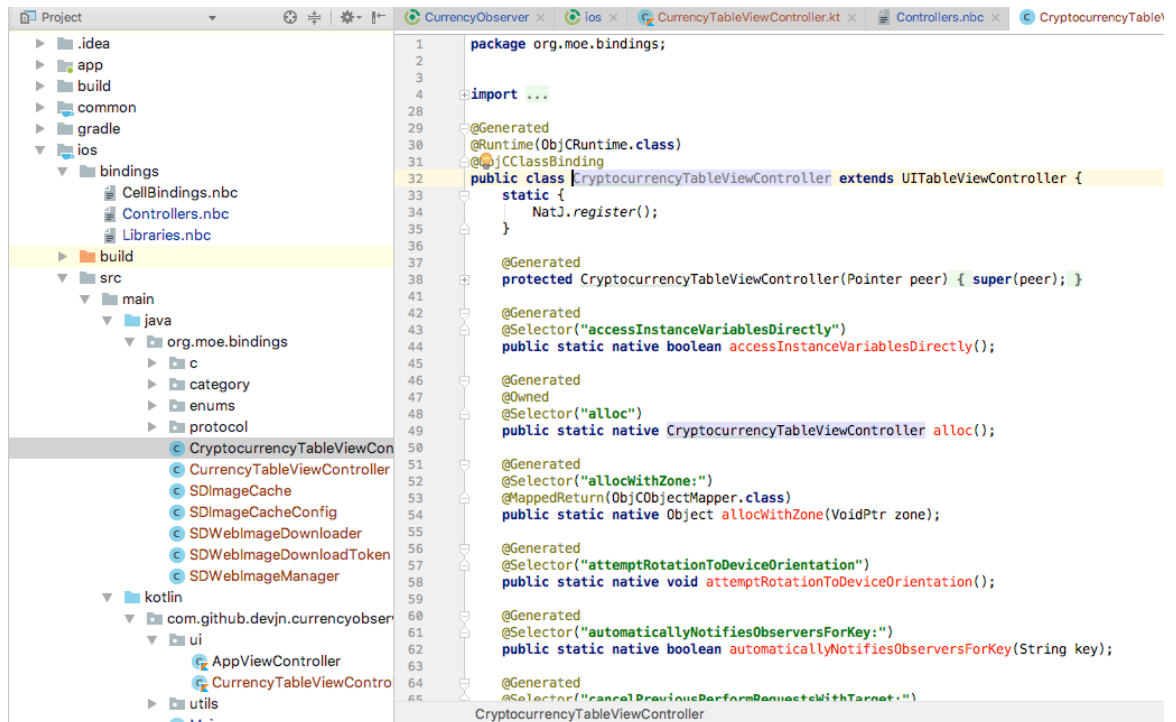 Project
CurrencyObserver
ios
CurrencyTableViewController.kt
Controllers.nbc
CryptocurrencyTableV
.idea
app
build
common
gradle
ios
bindings
CellBindings.nbc
Controllers.nbc
Libraries.nbc
build
src
main
java
org.moe.bindings
c
category
enums
protocol
CryptocurrencyTableViewCon
CurrencyTableViewController
SDImageCache
SDImageCacheConfig
SDWebImageDownloader
SDWebImageDownloadToken
SDWebImageManager
kotlin
com.github.devjn.currencyobser
ui
AppViewController
CurrencyTableViewContro
utils
1 package org.moe.bindings;
2
3
4 import ...
28
29 @Generated
30 @Runtime(ObjCRuntime.class)
31 @ObjCClassBinding
32 public class CryptocurrencyTableViewController extends UITableViewController {
33 static {
34 NatJ.register();
35 }
36
37 @Generated
38 protected CryptocurrencyTableViewController(Pointer peer) { super(peer); }
41
42 @Generated
43 @Selector("accessInstanceVariablesDirectly")
44 public static native boolean accessInstanceVariablesDirectly();
45
46 @Generated
47 @Owned
48 @Selector("alloc")
49 public static native CryptocurrencyTableViewController alloc();
50
51 @Generated
52 @Selector("allocWithZone:")
53 @MappedReturn(ObjCObjectMapper.class)
54 public static native Object allocWithZone(VoidPtr zone);
55
56 @Generated
57 @Selector("attemptRotationToDeviceOrientation")
58 public static native void attemptRotationToDeviceOrientation();
59
60 @Generated
61 @Selector("automaticallyNotifiesObserversForKey:")
62 public static native boolean automaticallyNotifiesObserversForKey(String key);
63
64 @Generated
65 @Selector("cancelPreviousPerformRequestsWithTarget:")
CryptocurrencyTableViewController